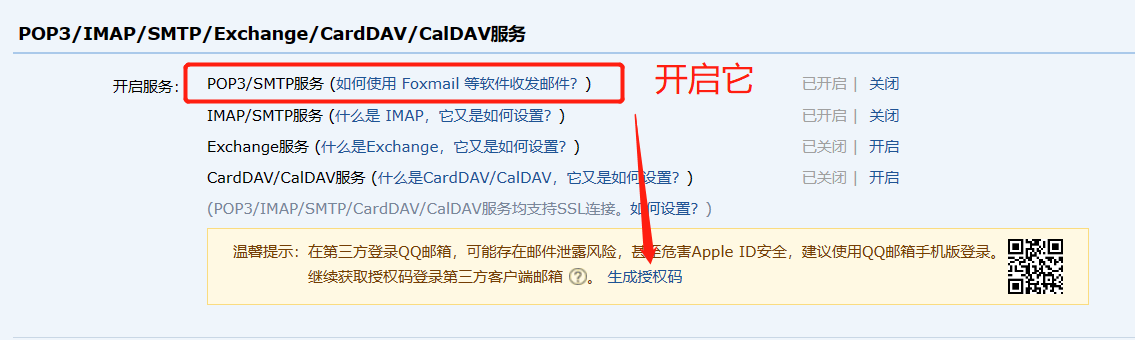 POP3/IMAP/SMTP/Exchange/CardDAV/CalDAV服务
开启服务： POP3/SMTP服务 (如何使用 Foxmail 等软件收发邮件？) 开启它 已开启 | 关闭
IMAP/SMTP服务 (什么是 IMAP，它又是如何设置？) 已开启 | 关闭
Exchange服务 (什么是Exchange，它又是如何设置？) 已关闭 | 开启
CardDAV/CalDAV服务 (什么是CardDAV/CalDAV，它又是如何设置？) 已关闭 | 开启
(POP3/IMAP/SMTP/CardDAV/CalDAV服务均支持SSL连接。如何设置？)
温馨提示： 在第三方登录QQ邮箱，可能存在邮件泄露风险，甚至危害Apple ID安全，建议使用QQ邮箱手机版登录。
继续获取授权码登录第三方客户端邮箱 ? 。 生成授权码